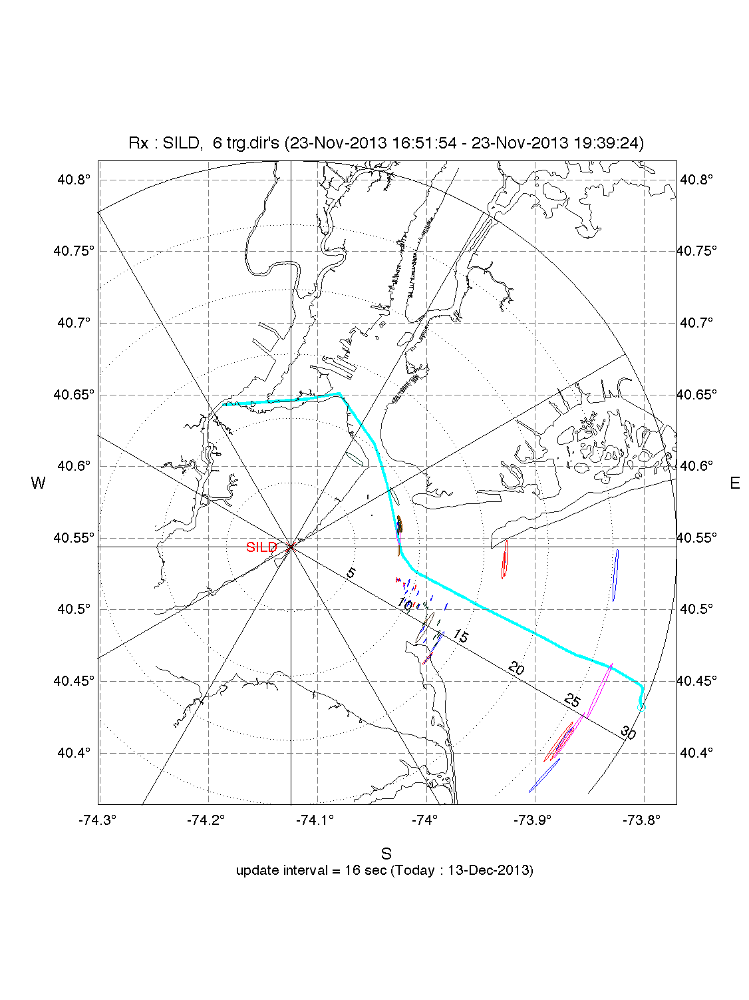 Rx : SILD,  6 trg.dir's (23-Nov-2013 16:51:54 - 23-Nov-2013 19:39:24)
40.8° 40.8°
40.75° 40.75°
40.7° 40.7°
40.65° 40.65°
40.6° 40.6°
W E
40.55° 40.55°
SILD
5
40.5° 10 40.5°
15
20
40.45° 40.45°
25
30
40.4° 40.4°
-74.3° -74.2° -74.1° -74° -73.9° -73.8°
S
update interval = 16 sec (Today : 13-Dec-2013)